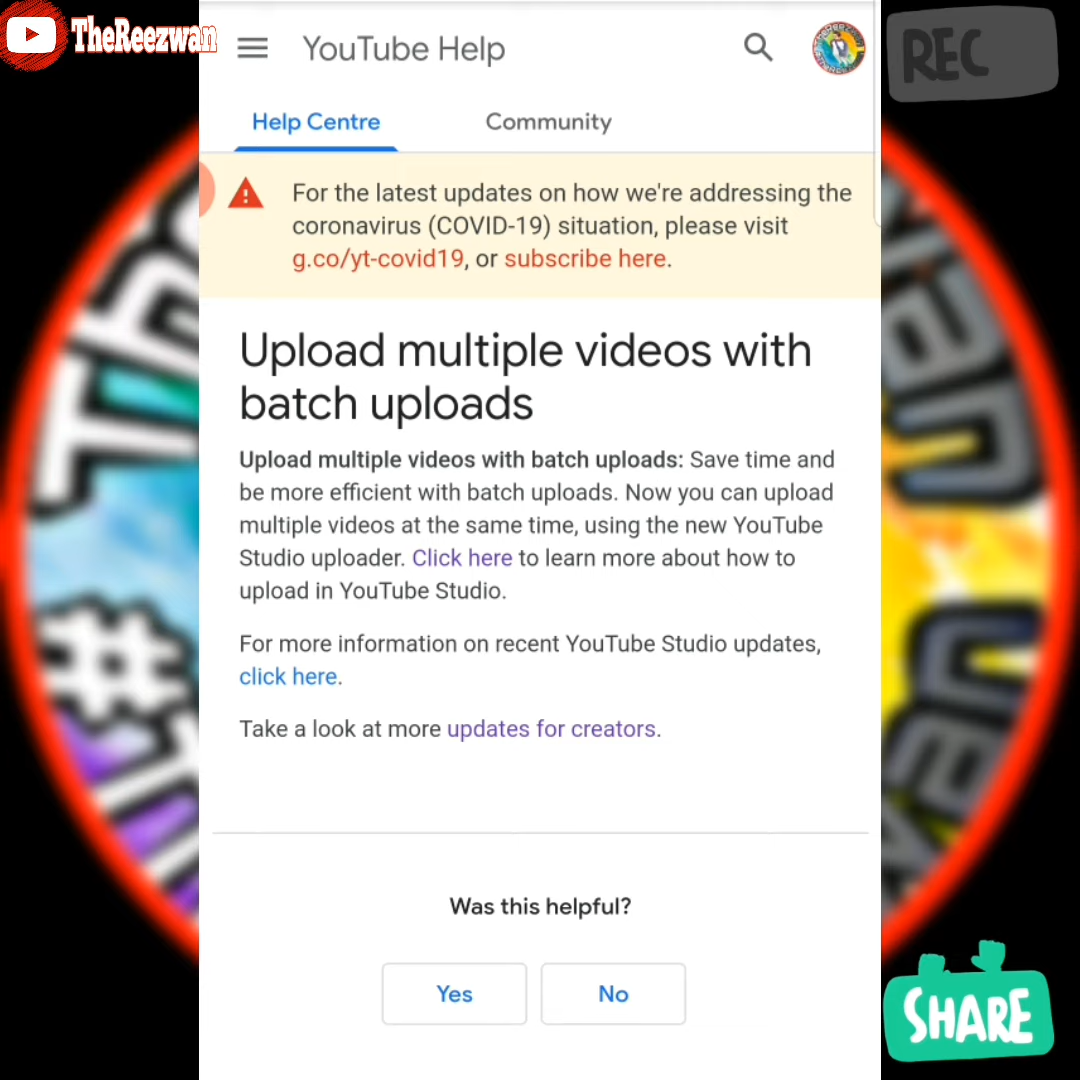 TheReezwan
REC
YouTube Help
Help Centre
Community
For the latest updates on how we're addressing the
coronavirus (COVID-19) situation, please visit
g.co/yt-covid19, or subscribe here.
Upload multiple videos with
batch uploads
Upload multiple videos with batch uploads: Save time and
be more efficient with batch uploads. Now you can upload
multiple videos at the same time, using the new YouTube
Studio uploader. Click here to learn more about how to
upload in YouTube Studio.
For more information on recent YouTube Studio updates,
click here.
Take a look at more updates for creators.
Was this helpful?
Yes
No
SHARE